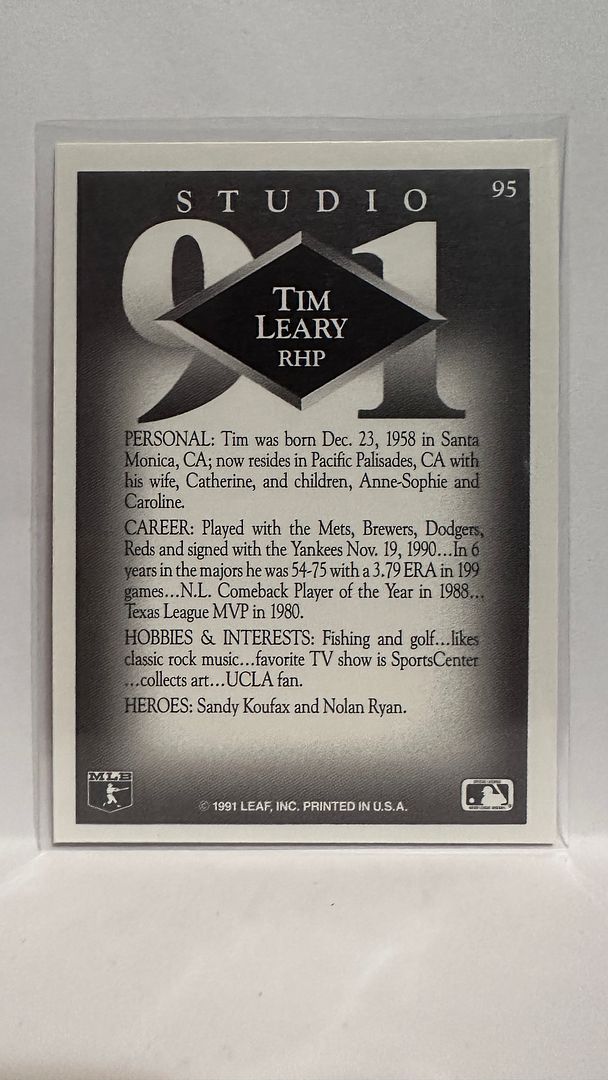 STUDIO
95
91
TIM
LEARY
RHP
PERSONAL: Tim was born Dec. 23, 1958 in Santa
Monica, CA; now resides in Pacific Palisades, CA with
his wife, Catherine, and children, Anne-Sophie and
Caroline.
CAREER: Played with the Mets, Brewers, Dodgers,
Reds and signed with the Yankees Nov. 19, 1990...In 6
years in the majors he was 54-75 with a 3.79 ERA in 199
games...N.L. Comeback Player of the Year in 1988...
Texas League MVP in 1980.
HOBBIES & INTERESTS: Fishing and golf...likes
classic rock music...favorite TV show is SportsCenter
...collects art...UCLA fan.
HEROES: Sandy Koufax and Nolan Ryan.
MLB
© 1991 LEAF, INC. PRINTED IN U.S.A.